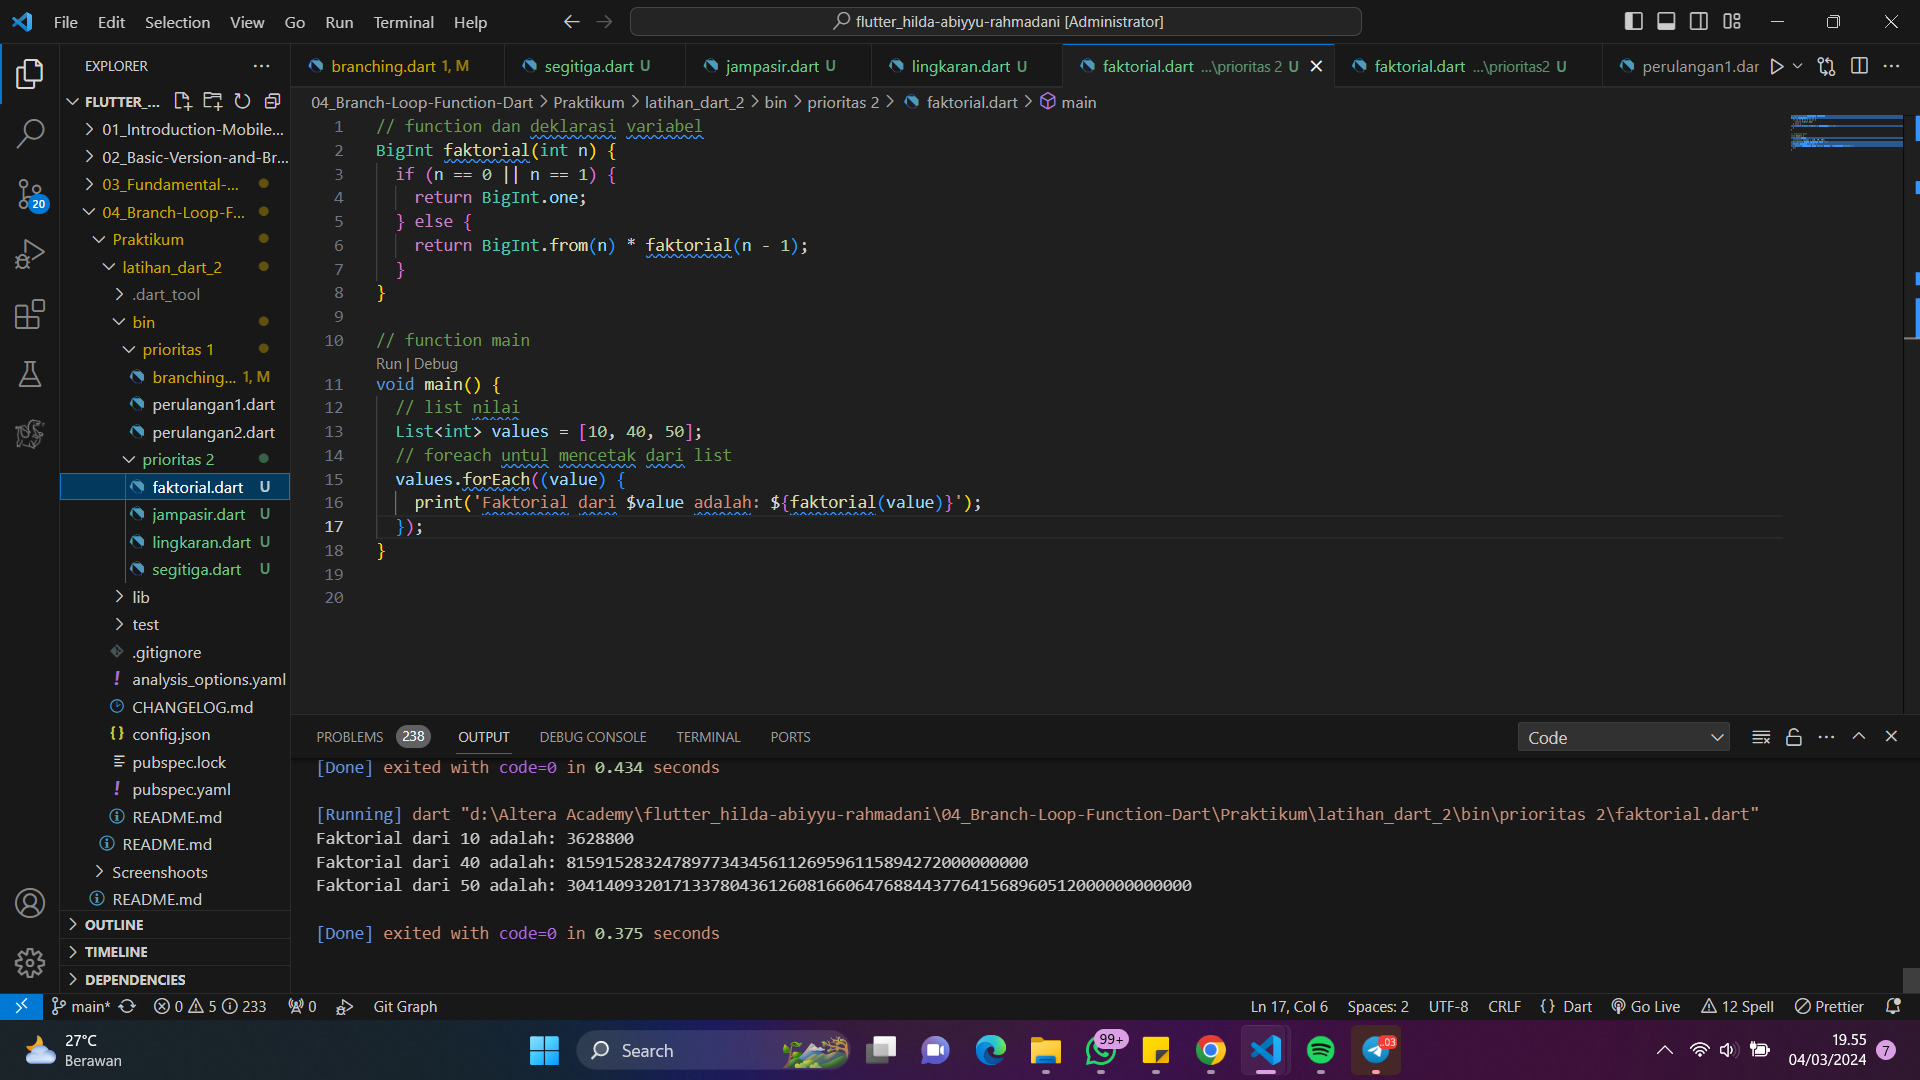 File Edit Selection View Go Run Terminal Help
flutter_hilda-abiyyu-rahmadani [Administrator]
EXPLORER
FLUTTER_...
01_Introduction-Mobile...
02_Basic-Version-and-Br...
03_Fundamental-...
04_Branch-Loop-F...
Praktikum
latihan_dart_2
.dart_tool
bin
prioritas 1
branching... 1, M
perulangan1.dart
perulangan2.dart
prioritas 2
faktorial.dart U
jampasir.dart U
lingkaran.dart U
segitiga.dart U
lib
test
.gitignore
analysis_options.yaml
CHANGELOG.md
config.json
pubspec.lock
pubspec.yaml
README.md
README.md
Screenshoots
README.md
OUTLINE
TIMELINE
DEPENDENCIES
20
branching.dart 1, M
segitiga.dart U
jampasir.dart U
lingkaran.dart U
faktorial.dart ...\prioritas 2 U
faktorial.dart ...\prioritas2 U
perulangan1.dar
04_Branch-Loop-Function-Dart > Praktikum > latihan_dart_2 > bin > prioritas 2 > faktorial.dart > main
1 // function dan deklarasi variabel
2 BigInt faktorial(int n) {
3 if (n == 0 || n == 1) {
4 return BigInt.one;
5 } else {
6 return BigInt.from(n) * faktorial(n - 1);
7 }
8 }
9
10 // function main
Run | Debug
11 void main() {
12 // list nilai
13 List<int> values = [10, 40, 50];
14 // foreach untul mencetak dari list
15 values.forEach((value) {
16 print('Faktorial dari $value adalah: ${faktorial(value)}');
17 });
18 }
19
20
PROBLEMS 238 OUTPUT DEBUG CONSOLE TERMINAL PORTS
Code
[Done] exited with code=0 in 0.434 seconds
[Running] dart "d:\Altera Academy\flutter_hilda-abiyyu-rahmadani\04_Branch-Loop-Function-Dart\Praktikum\latihan_dart_2\bin\prioritas 2\faktorial.dart"
Faktorial dari 10 adalah: 3628800
Faktorial dari 40 adalah: 815915283247897734345611269596115894272000000000
Faktorial dari 50 adalah: 30414093201713378043612608166064768844377641568960512000000000000
[Done] exited with code=0 in 0.375 seconds
main* 0 5 233 0 Git Graph
Ln 17, Col 6 Spaces: 2 UTF-8 CRLF {} Dart Go Live 12 Spell Prettier
27°C
Berawan
Search
99+
...03
19.55
04/03/2024
7